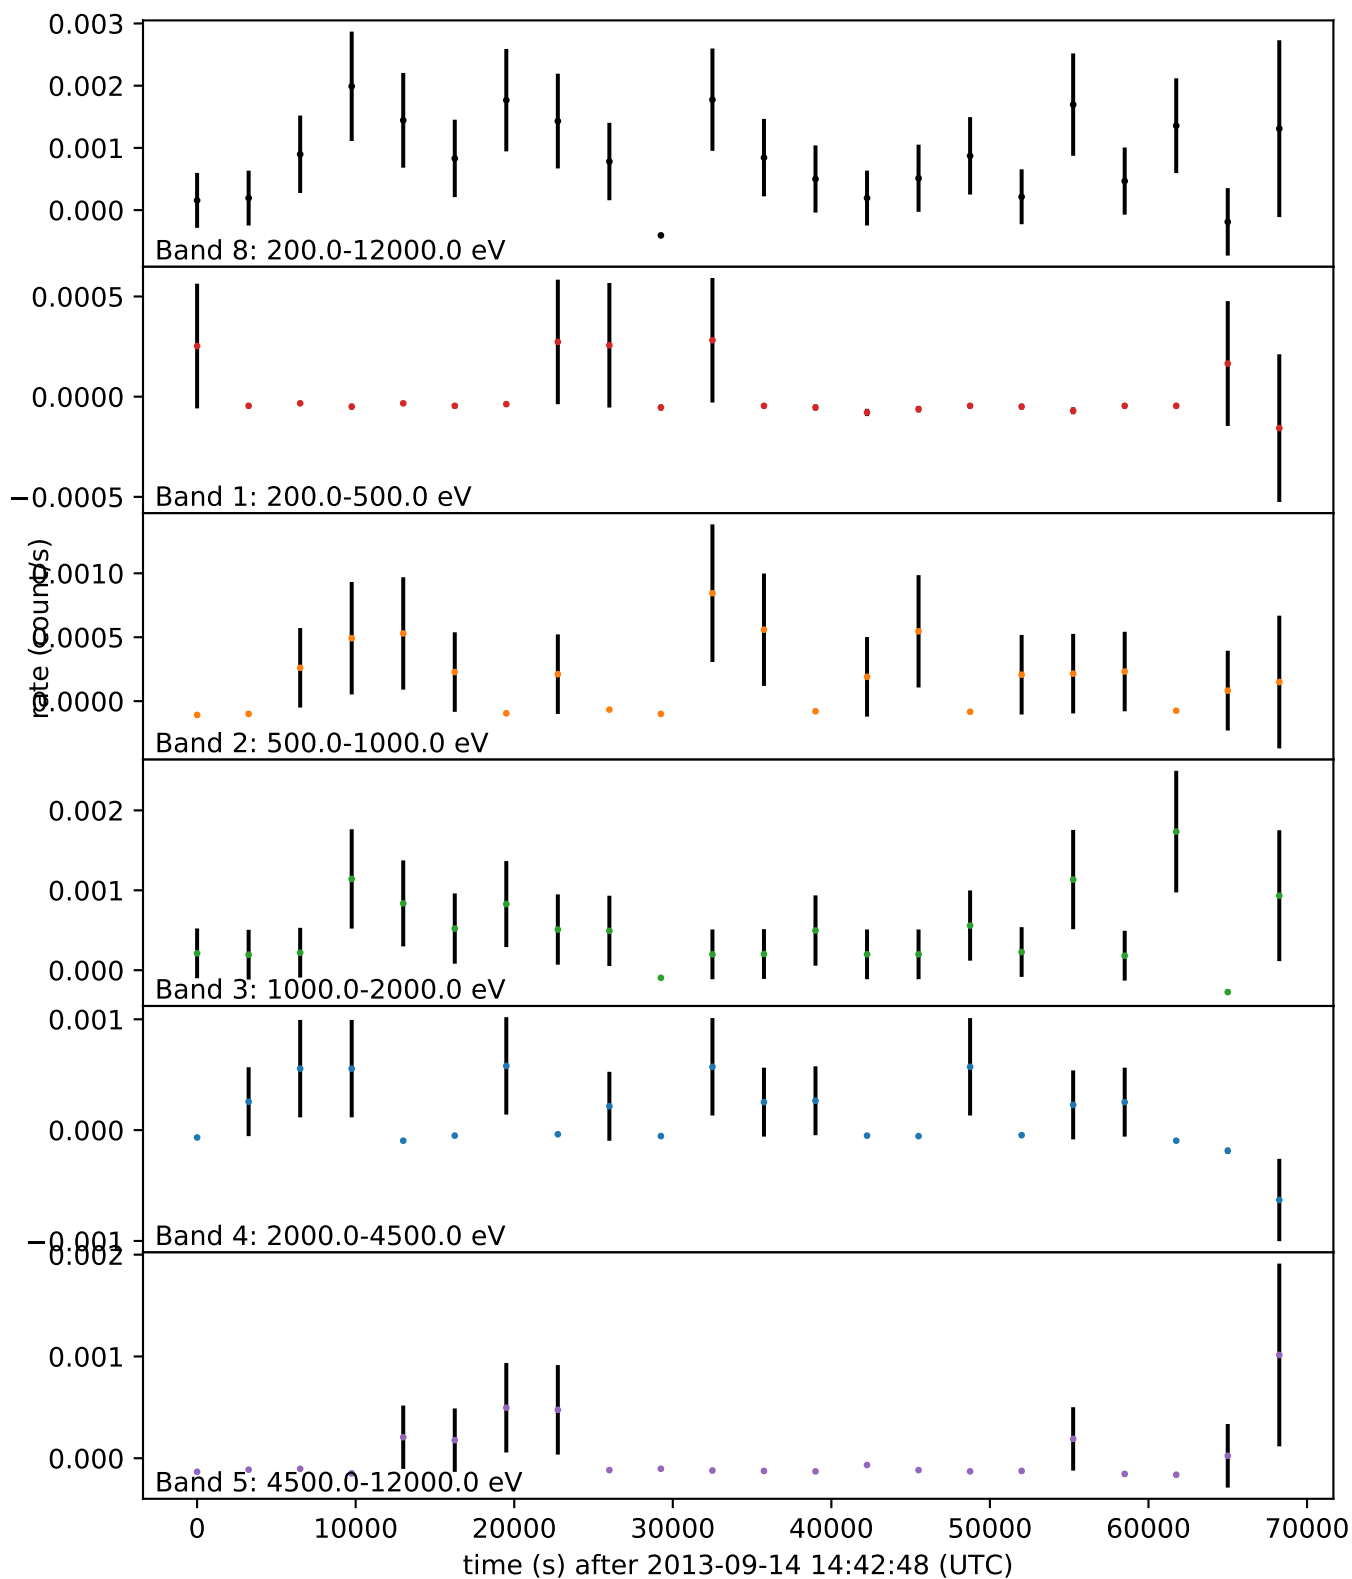 0.003
0.002
0.001
0.000
Band 8: 200.0-12000.0 eV
0.0005
0.0000
−0.0005
Band 1: 200.0-500.0 eV
rate (count/s)
0.0010
0.0005
0.0000
Band 2: 500.0-1000.0 eV
0.002
0.001
0.000
Band 3: 1000.0-2000.0 eV
0.001
0.000
−0.001
Band 4: 2000.0-4500.0 eV
0.002
0.001
0.000
Band 5: 4500.0-12000.0 eV
0 10000 20000 30000 40000 50000 60000 70000
time (s) after 2013-09-14 14:42:48 (UTC)